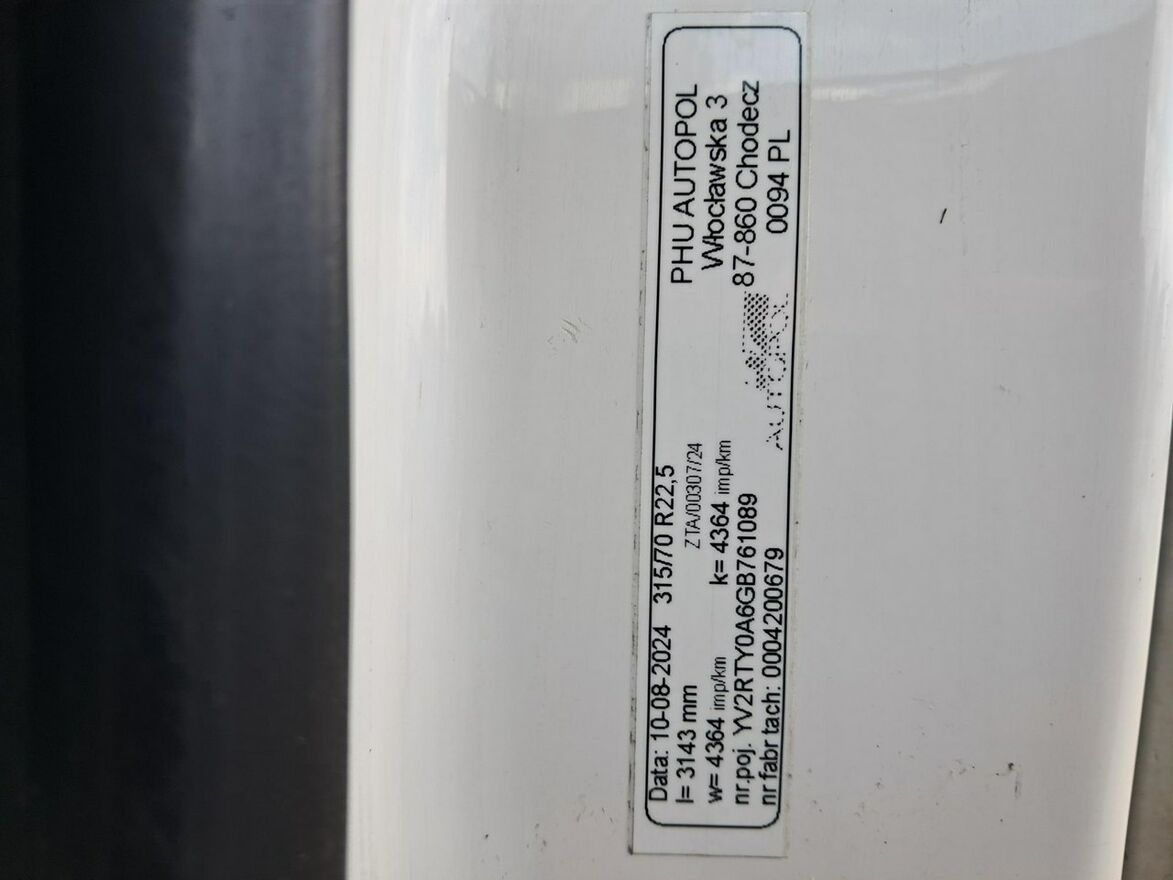 Data: 10-08-2024 315/70 R22,5
l= 3143 mm ZTA/00307/24
w= 4364 imp/km k= 4364 imp/km
nr.poj. YV2RTY0A6GB761089
nr fabr tach: 0004200679
AUTOPOL
PHU AUTOPOL
Włocławska 3
87-860 Chodecz
0094 PL